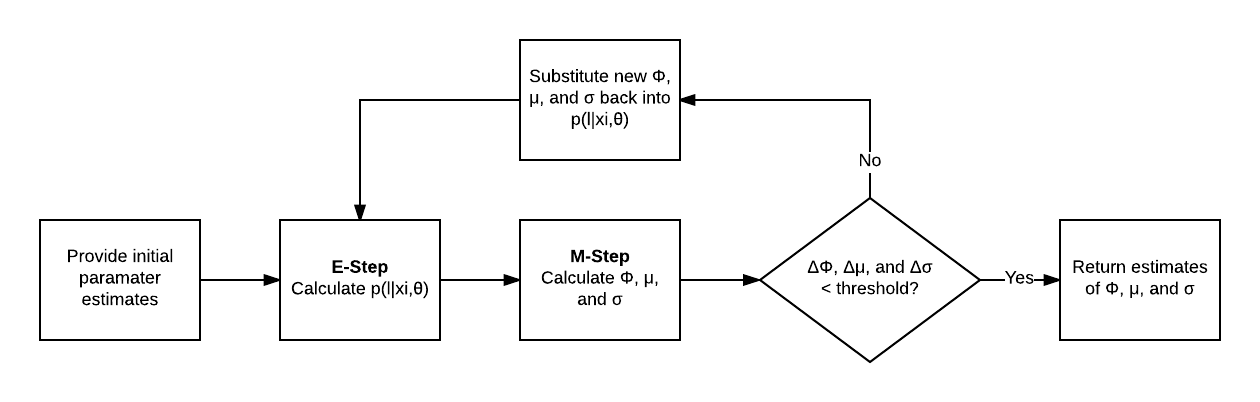 Substitute new Φ,
μ, and σ back into
p(l|xi,θ)
No
Provide initial
paramater
estimates
E-Step
Calculate p(l|xi,θ)
M-Step
Calculate Φ, μ,
and σ
ΔΦ, Δμ, and Δσ
< threshold?
Yes
Return estimates
of Φ, μ, and σ